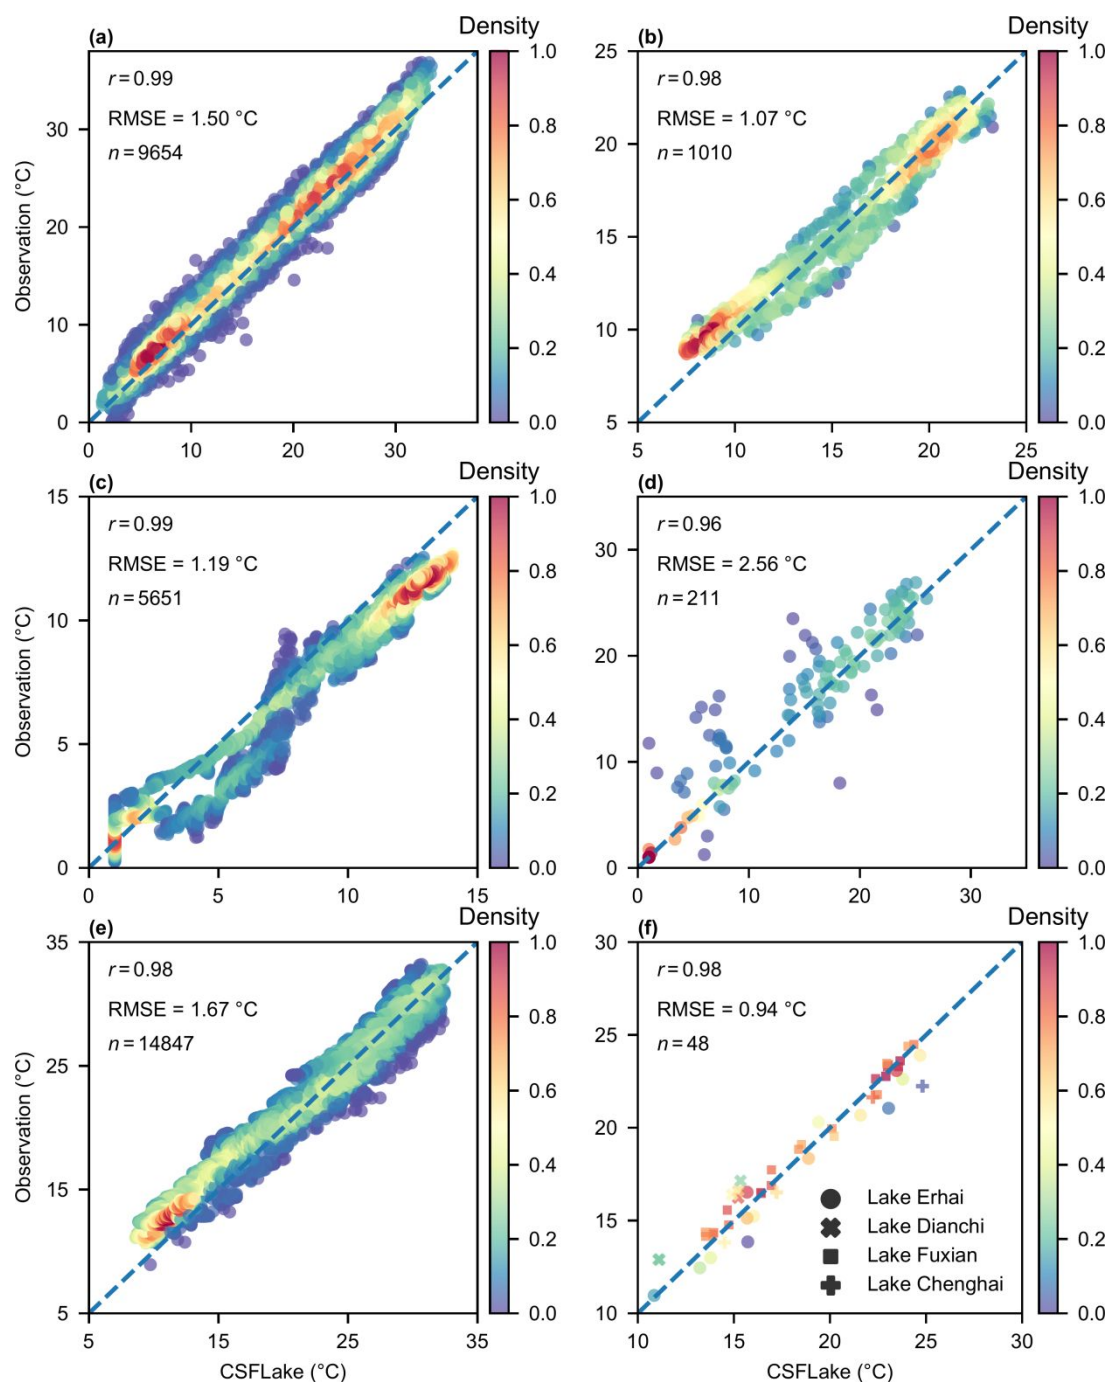 (a)
Density
r = 0.99
RMSE = 1.50 °C
n = 9654
Observation (°C)
30
20
10
0
0
10
20
30
1.0
0.8
0.6
0.4
0.2
0.0
(b)
Density
r = 0.98
RMSE = 1.07 °C
n = 1010
25
20
15
10
5
5
10
15
20
25
1.0
0.8
0.6
0.4
0.2
0.0
(c)
Density
r = 0.99
RMSE = 1.19 °C
n = 5651
Observation (°C)
15
10
5
0
0
5
10
15
1.0
0.8
0.6
0.4
0.2
0.0
(d)
Density
r = 0.96
RMSE = 2.56 °C
n = 211
30
20
10
0
0
10
20
30
1.0
0.8
0.6
0.4
0.2
0.0
(e)
Density
r = 0.98
RMSE = 1.67 °C
n = 14847
Observation (°C)
35
25
15
5
5
15
25
35
CSFLake (°C)
1.0
0.8
0.6
0.4
0.2
0.0
(f)
Density
r = 0.98
RMSE = 0.94 °C
n = 48
Lake Erhai
Lake Dianchi
Lake Fuxian
Lake Chenghai
30
25
20
15
10
10
15
20
25
30
CSFLake (°C)
1.0
0.8
0.6
0.4
0.2
0.0